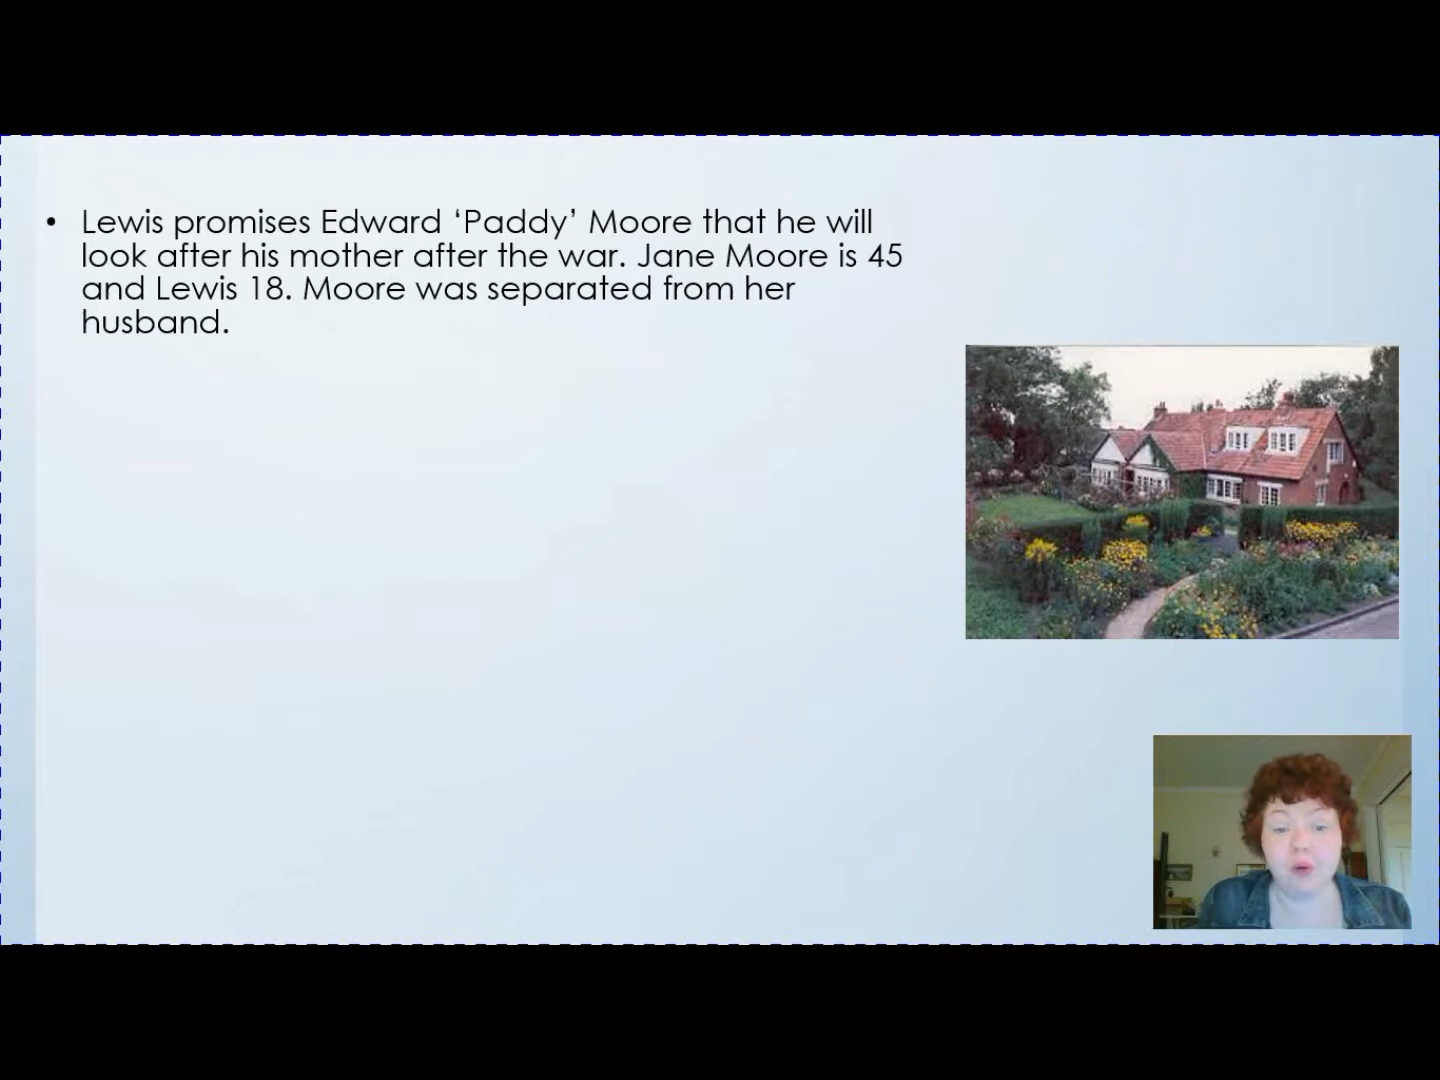 • Lewis promises Edward ‘Paddy’ Moore that he will
look after his mother after the war. Jane Moore is 45
and Lewis 18. Moore was separated from her
husband.